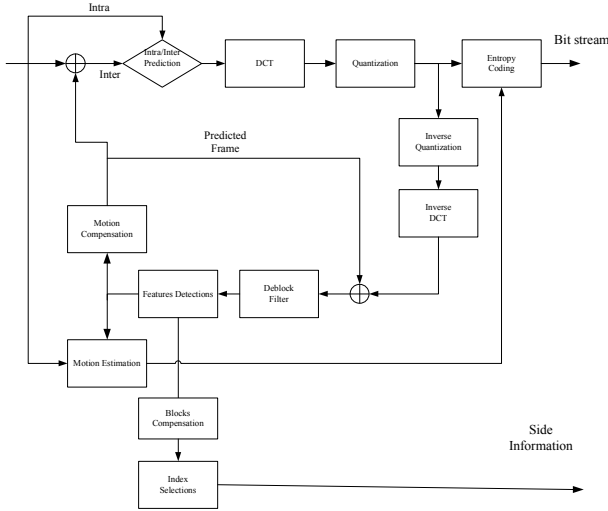 Intra
Bit stream
Intra/Inter
Prediction
DCT
Quantization
Entropy
Coding
Inter
Predicted
Frame
Inverse
Quantization
Inverse
DCT
Motion
Compensation
Features Detections
Deblock
Filter
Motion Estimation
Blocks
Compensation
Side
Information
Index
Selections